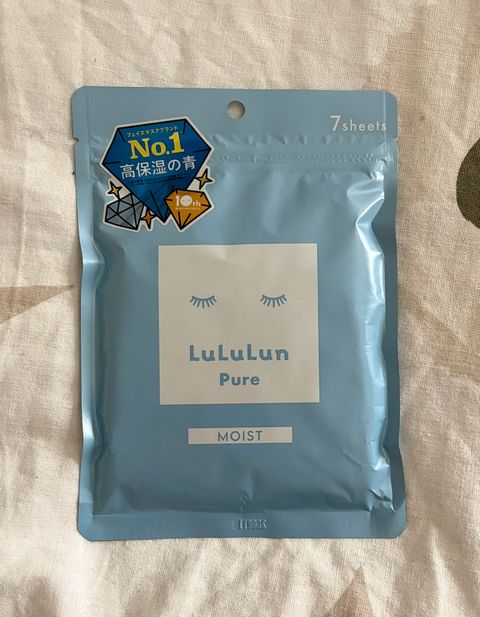 7sheets
フェイスマスクブランド
No.1
高保湿の青
10th
LuLuLun
Pure
MOIST